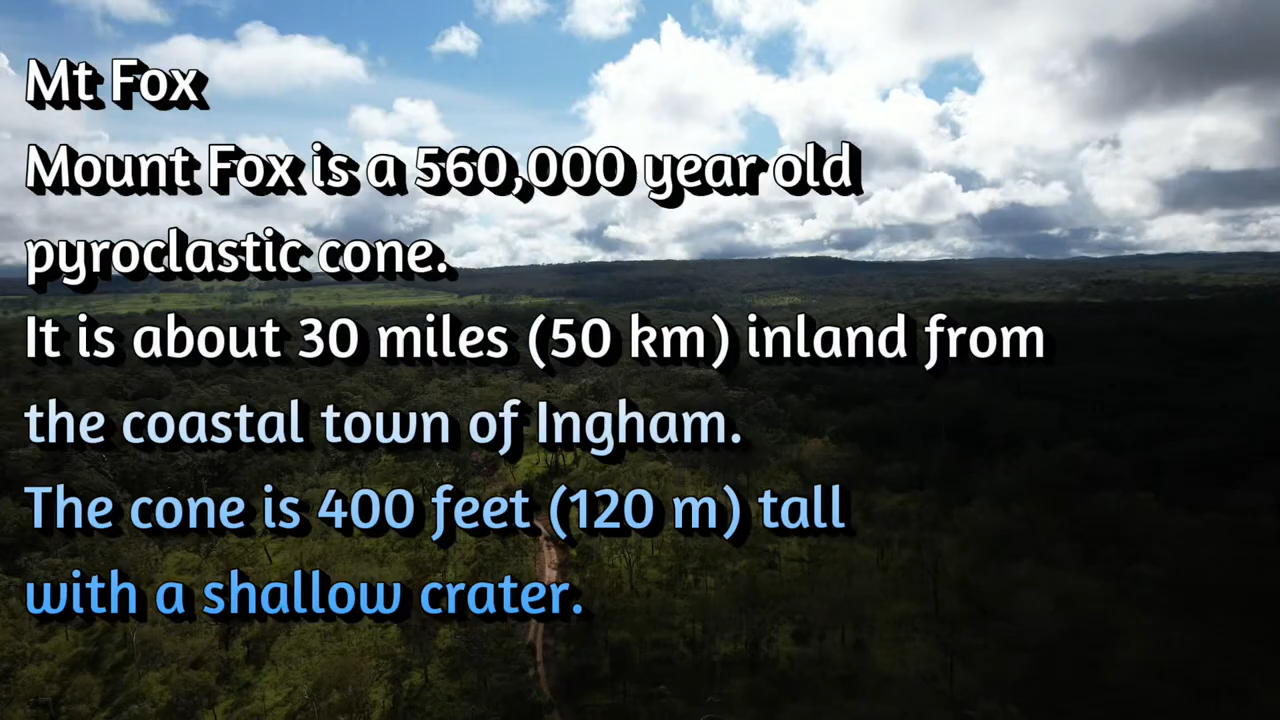 Mt Fox
Mount Fox is a 560,000 year old
pyroclastic cone.
It is about 30 miles (50 km) inland from
the coastal town of Ingham.
The cone is 400 feet (120 m) tall
with a shallow crater.